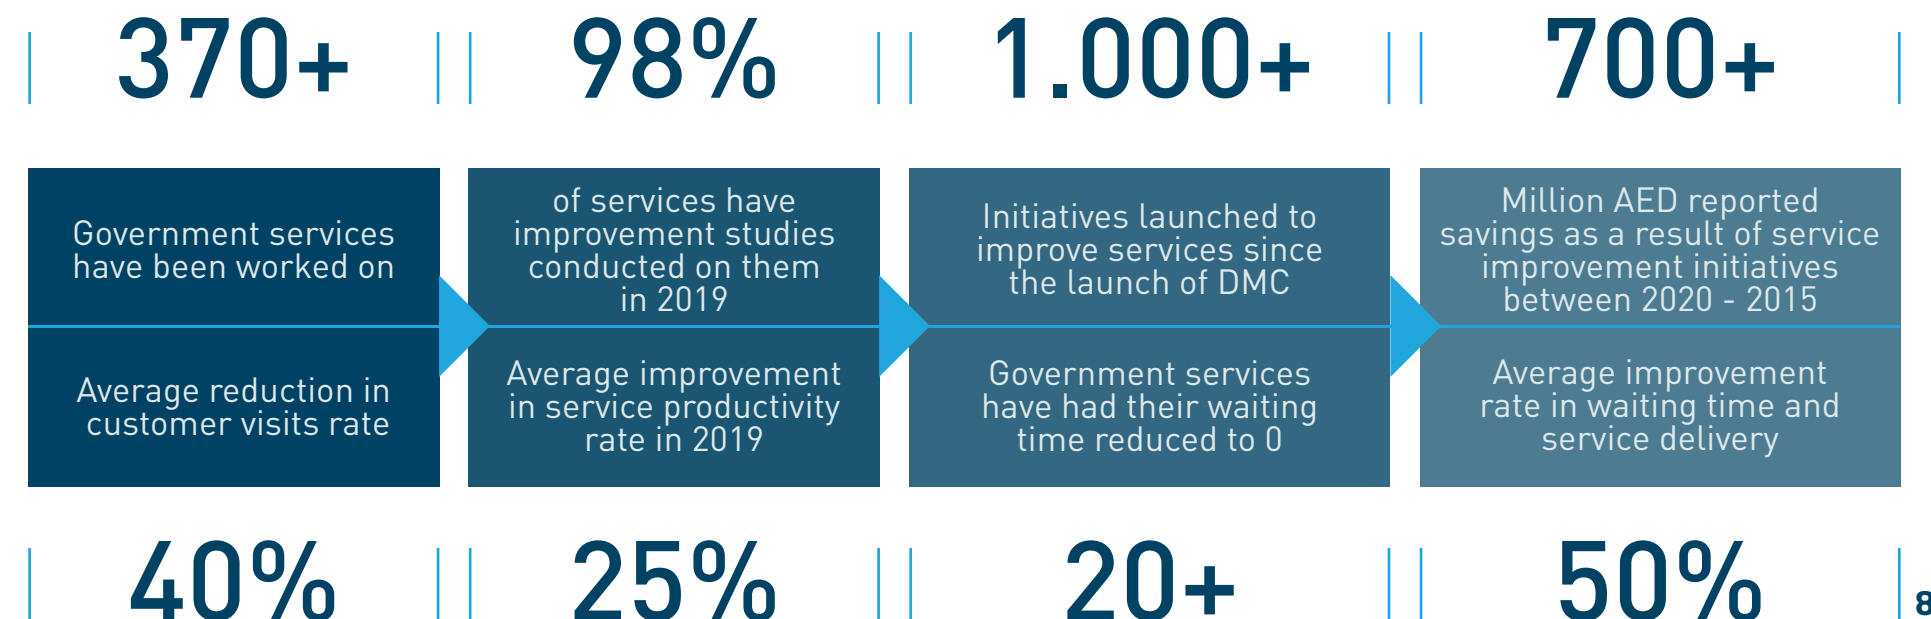 370+
98%
1.000+
700+
Government services
have been worked on
of services have
improvement studies
conducted on them
in 2019
Initiatives launched to
improve services since
the launch of DMC
Million AED reported
savings as a result of service
improvement initiatives
between 2020 - 2015
Average reduction in
customer visits rate
Average improvement
in service productivity
rate in 2019
Government services
have had their waiting
time reduced to 0
Average improvement
rate in waiting time and
service delivery
40%
25%
20+
50%
8